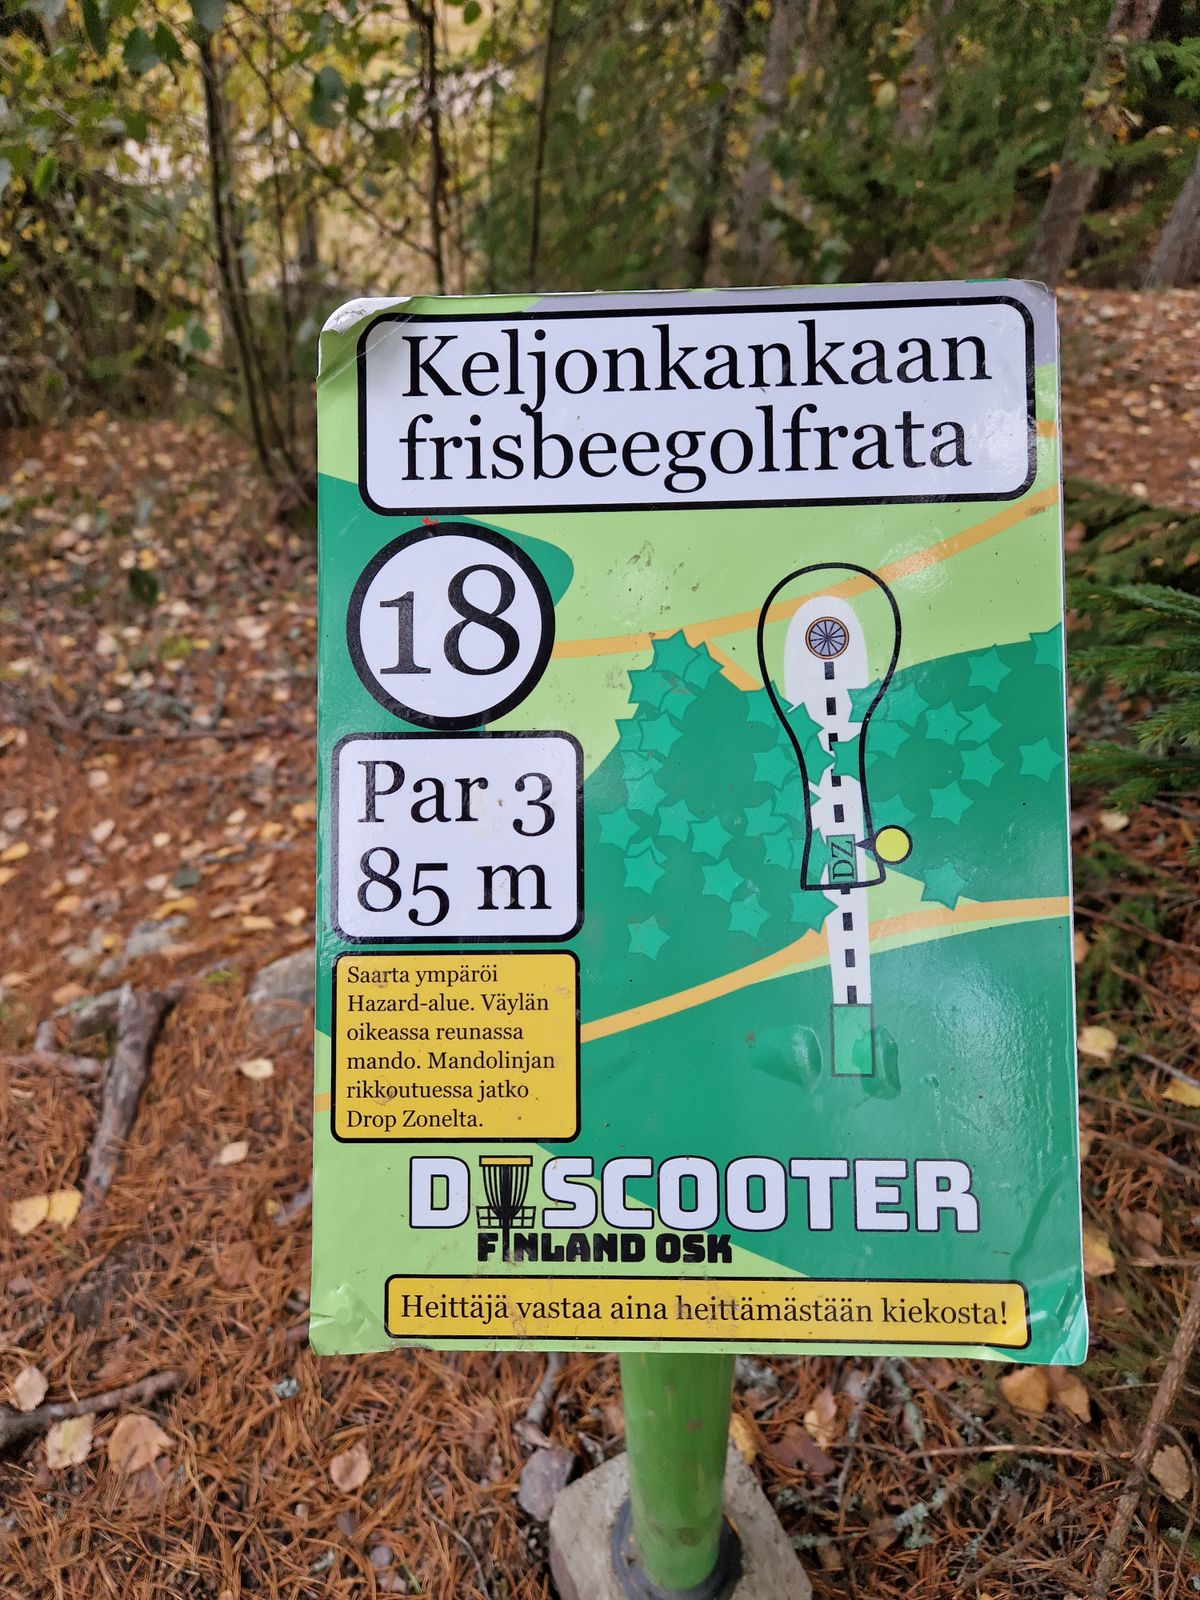 Keljonkankaan
frisbeegolfrata
18
Par 3
85 m
DZ
Saarta ympäröi
Hazard-alue. Väylän
oikeassa reunassa
mando. Mandolinjan
rikkoutuessa jatko
Drop Zonelta.
DISCOOTER
FINLAND OSK
Heittäjä vastaa aina heittämästään kiekosta!